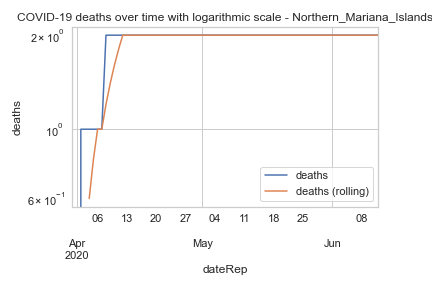 COVID-19 deaths over time with logarithmic scale - Northern_Mariana_Islands
2 × 10⁰
10⁰
6 × 10⁻¹
deaths
deaths
deaths (rolling)
06 13 20 27 04 11 18 25 08
Apr May Jun
2020
dateRep